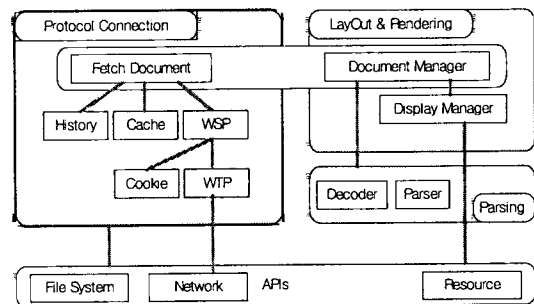 Protocol Connection
LayOut & Rendering
Fetch Document
Document Manager
History
Cache
WSP
Display Manager
Cookie
WTP
Decoder
Parser
Parsing
File System
Network
APIs
Resource